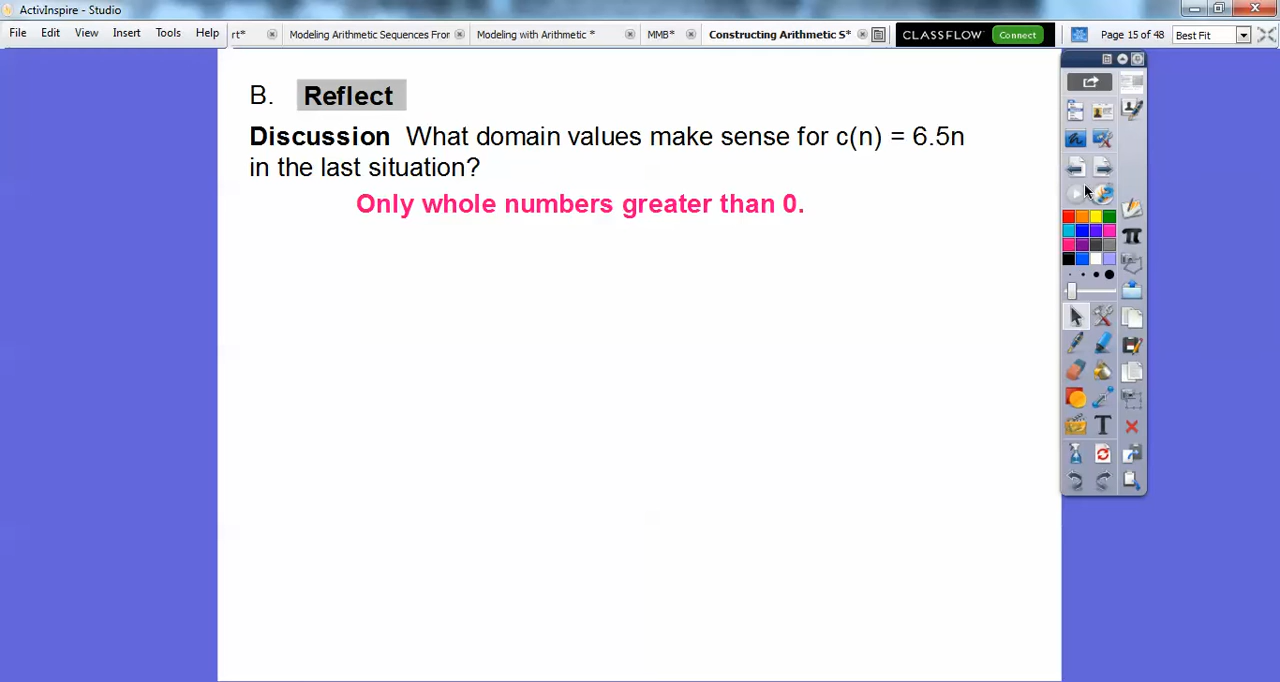 ActivInspire - Studio
File Edit View Insert Tools Help
rt* Modeling Arithmetic Sequences Fror Modeling with Arithmetic * MMB* Constructing Arithmetic S* CLASSFLOW Connect Page 15 of 48 Best Fit
B. Reflect
Discussion What domain values make sense for c(n) = 6.5n
in the last situation?
Only whole numbers greater than 0.